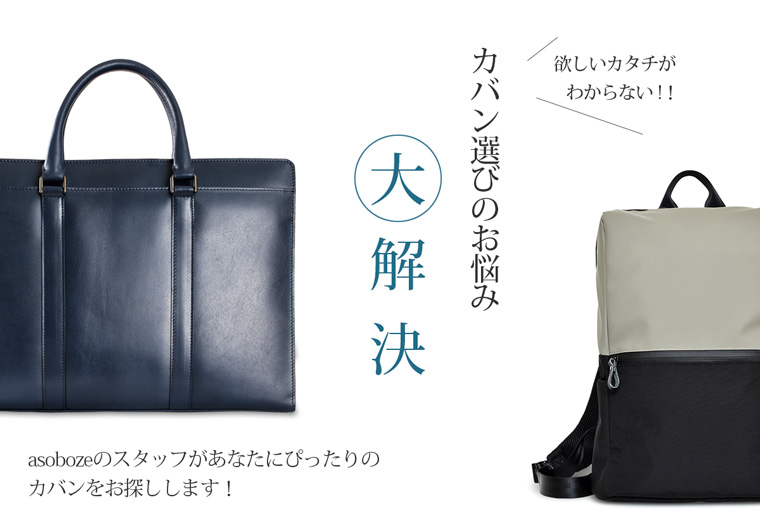 欲しいカタチが
わからない！！
カバン選びのお悩み
大解決
asobozeのスタッフがあなたにぴったりの
カバンをお探しします！